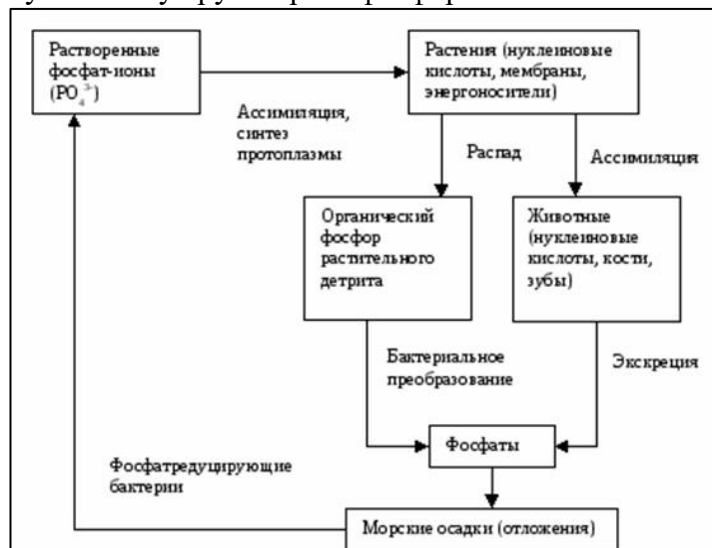 Растворенные
фосфат-ионы
(PO₄³⁻)
Растения (нуклеиновые
кислоты, мембраны,
энергоносители)
Ассимиляция,
синтез
протоплазмы
Распад
Ассимиляция
Органический
фосфор
растительного
детрита
Животные
(нуклеиновые
кислоты, кости,
зубы)
Бактериальное
преобразование
Экскреция
Фосфаты
Фосфатредуцирующие
бактерии
Морские осадки (отложения)